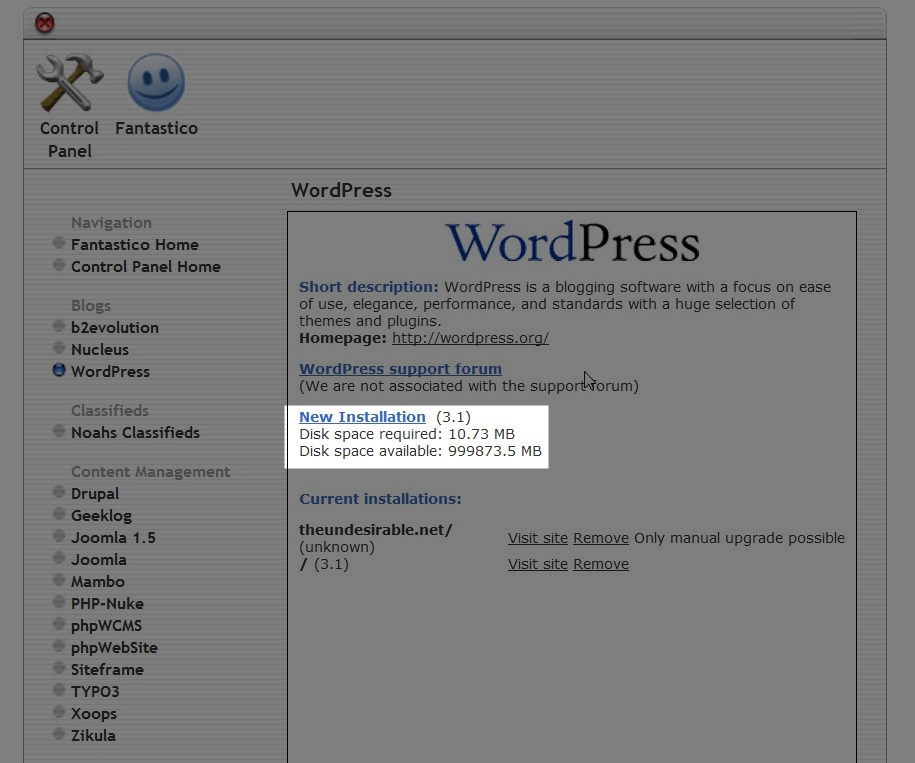 Control
Panel
Fantastico
WordPress
Navigation
Fantastico Home
Control Panel Home
Blogs
b2evolution
Nucleus
WordPress
Classifieds
Noahs Classifieds
Content Management
Drupal
Geeklog
Joomla 1.5
Joomla
Mambo
PHP-Nuke
phpWCMS
phpWebSite
Siteframe
TYPO3
Xoops
Zikula
WordPress
Short description: WordPress is a blogging software with a focus on ease
of use, elegance, performance, and standards with a huge selection of
themes and plugins.
Homepage: http://wordpress.org/
WordPress support forum
(We are not associated with the support forum)
New Installation (3.1)
Disk space required: 10.73 MB
Disk space available: 999873.5 MB
Current installations:
theundesirable.net/
(unknown) Visit site Remove Only manual upgrade possible
/ (3.1) Visit site Remove